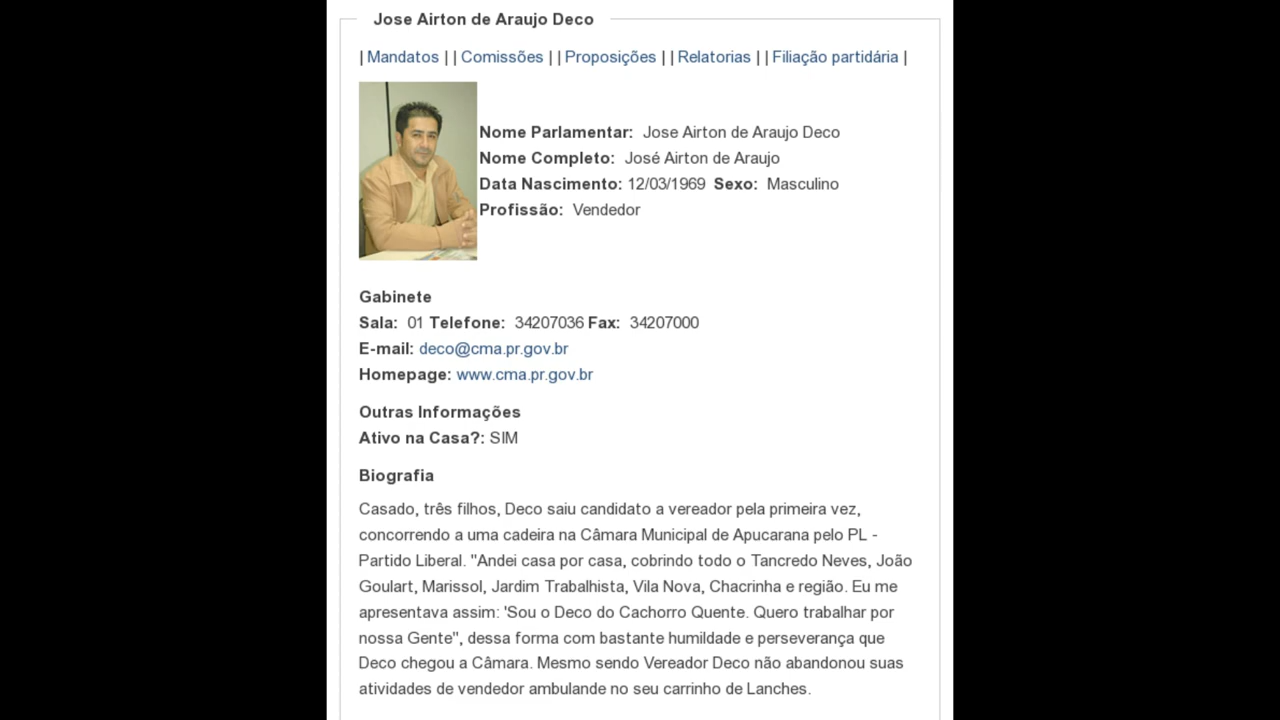 Jose Airton de Araujo Deco
| Mandatos | | Comissões | | Proposições | | Relatorias | | Filiação partidária |
Nome Parlamentar: Jose Airton de Araujo Deco
Nome Completo: José Airton de Araujo
Data Nascimento: 12/03/1969 Sexo: Masculino
Profissão: Vendedor
Gabinete
Sala: 01 Telefone: 34207036 Fax: 34207000
E-mail: deco@cma.pr.gov.br
Homepage: www.cma.pr.gov.br
Outras Informações
Ativo na Casa?: SIM
Biografia
Casado, três filhos, Deco saiu candidato a vereador pela primeira vez,
concorrendo a uma cadeira na Câmara Municipal de Apucarana pelo PL -
Partido Liberal. "Andei casa por casa, cobrindo todo o Tancredo Neves, João
Goulart, Marissol, Jardim Trabalhista, Vila Nova, Chacrinha e região. Eu me
apresentava assim: 'Sou o Deco do Cachorro Quente. Quero trabalhar por
nossa Gente", dessa forma com bastante humildade e perseverança que
Deco chegou a Câmara. Mesmo sendo Vereador Deco não abandonou suas
atividades de vendedor ambulande no seu carrinho de Lanches.